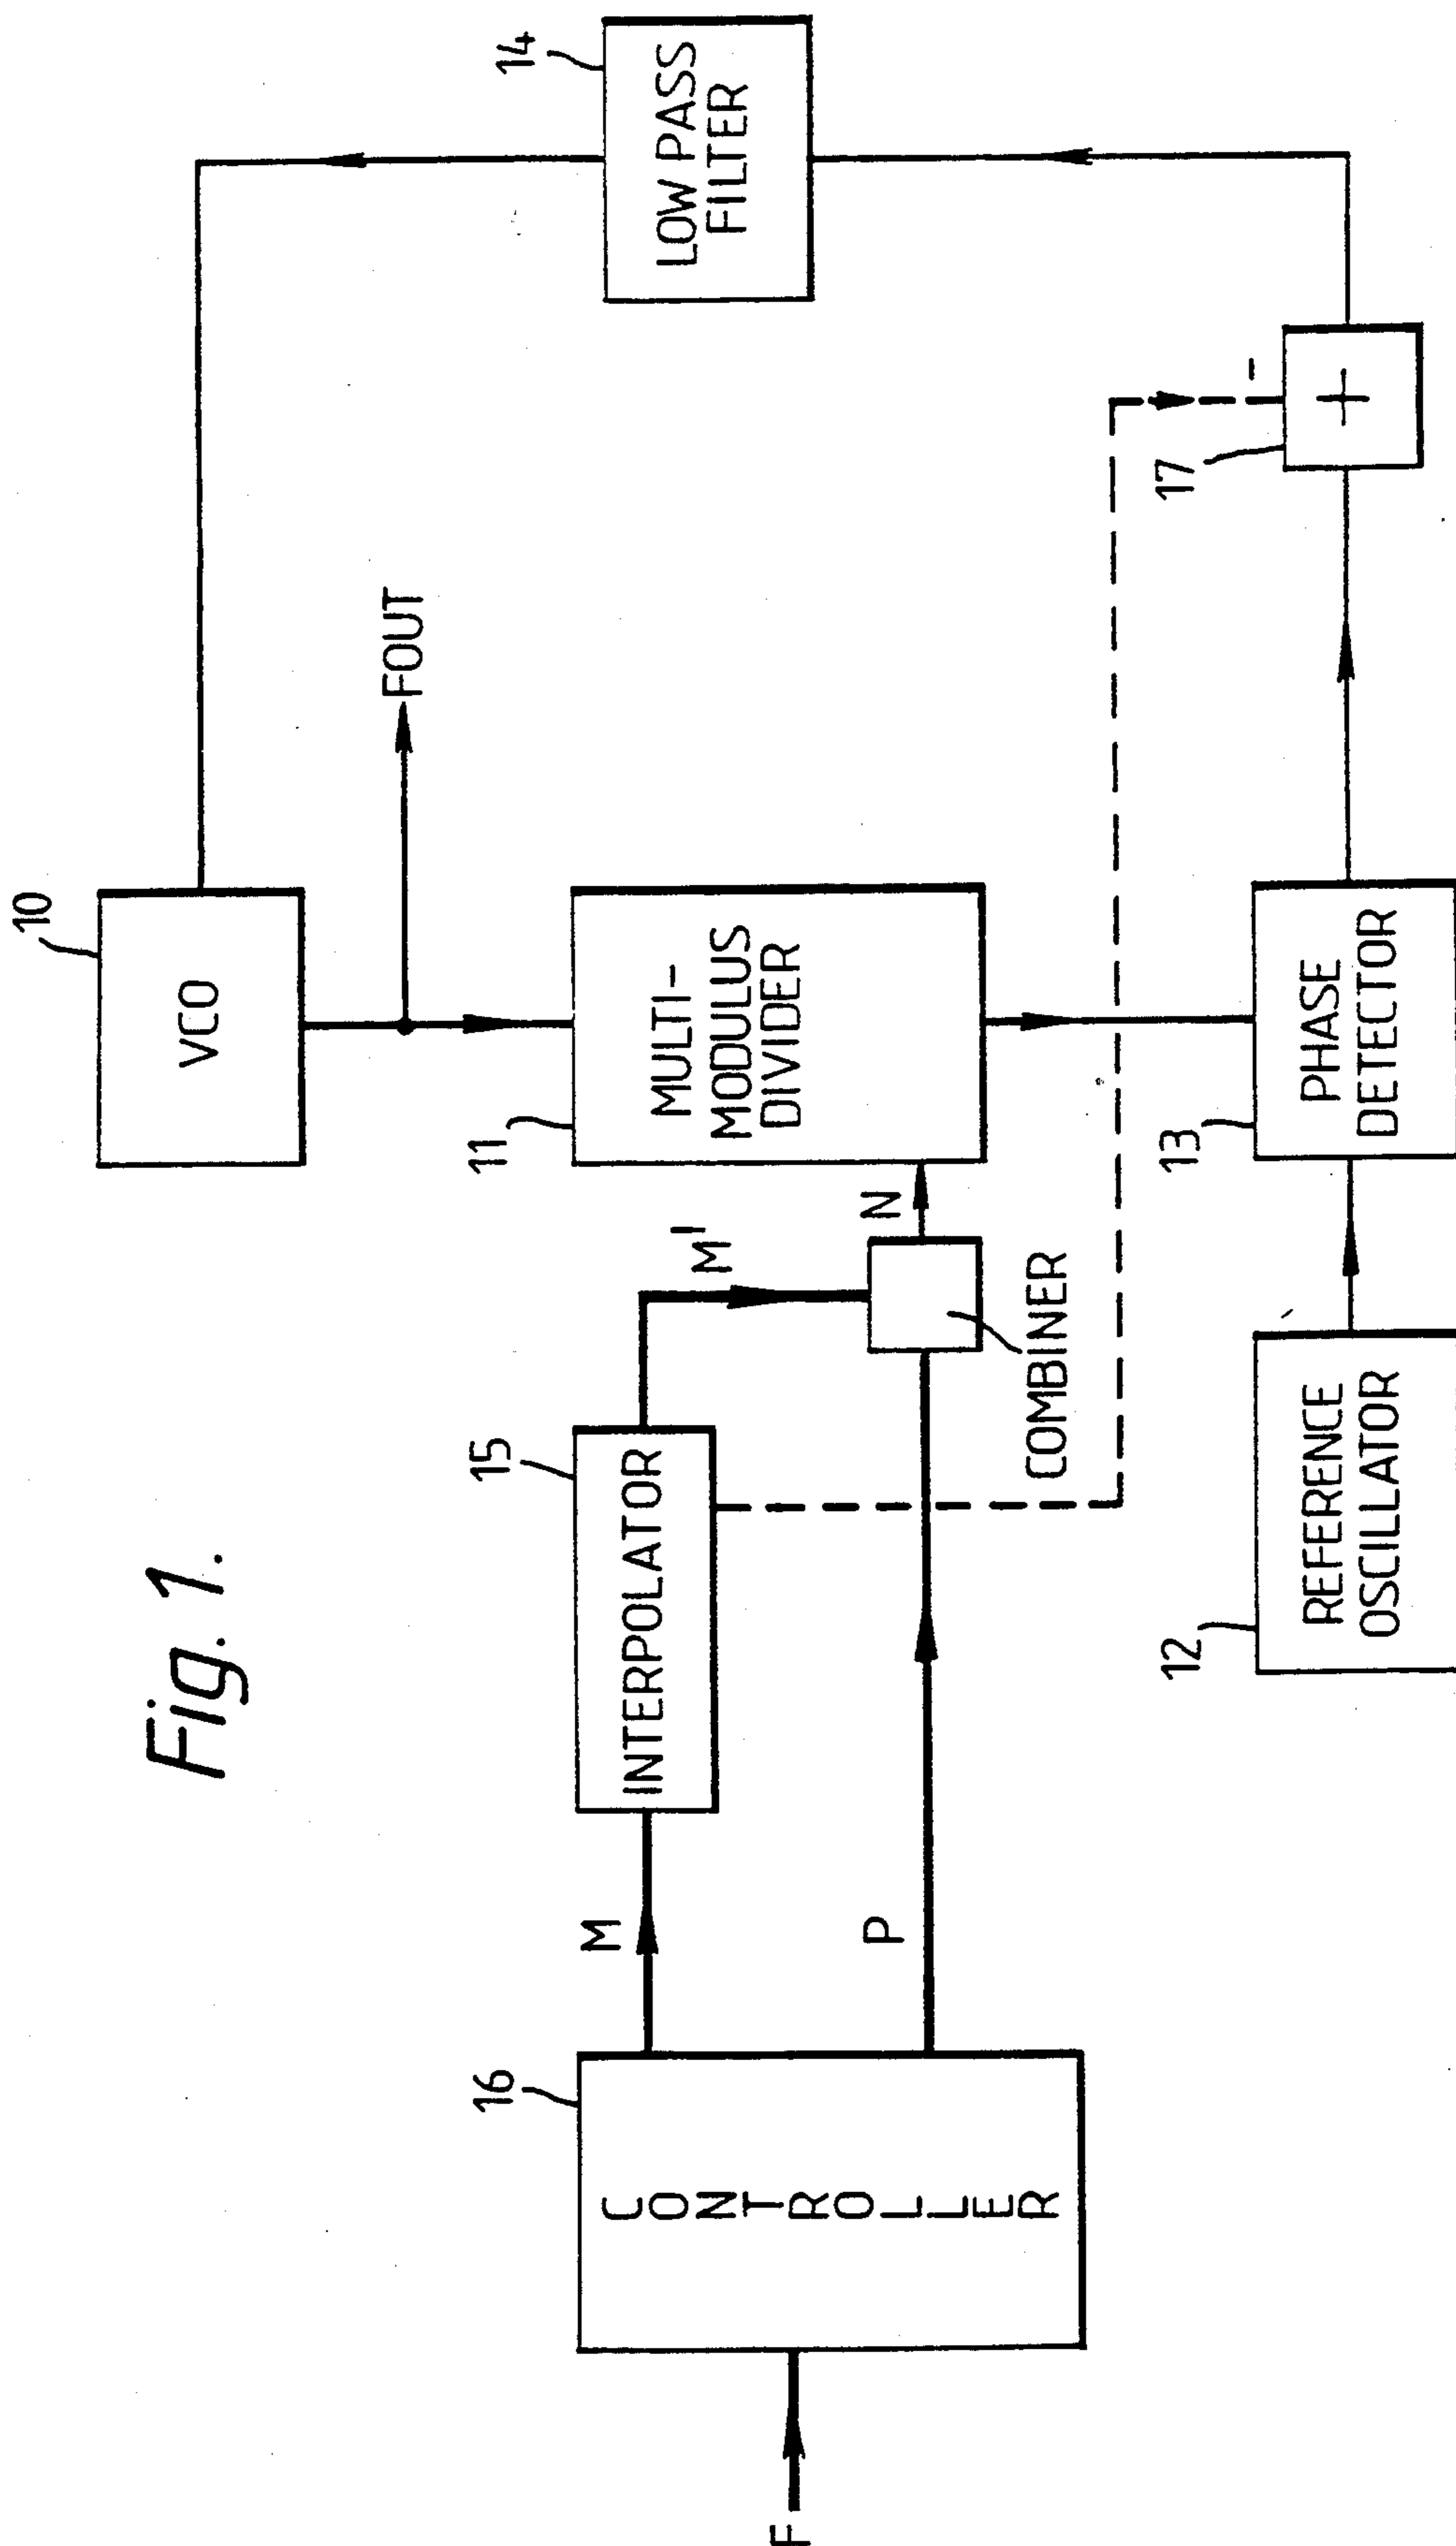 Fig. 1.
10
VCO
FOUT
14
LOW PASS
FILTER
16
CONTROLLER
F
M
P
15
INTERPOLATOR
M'
N
COMBINER
11
MULTI-
MODULUS
DIVIDER
12
REFERENCE
OSCILLATOR
13
PHASE
DETECTOR
17
-
+